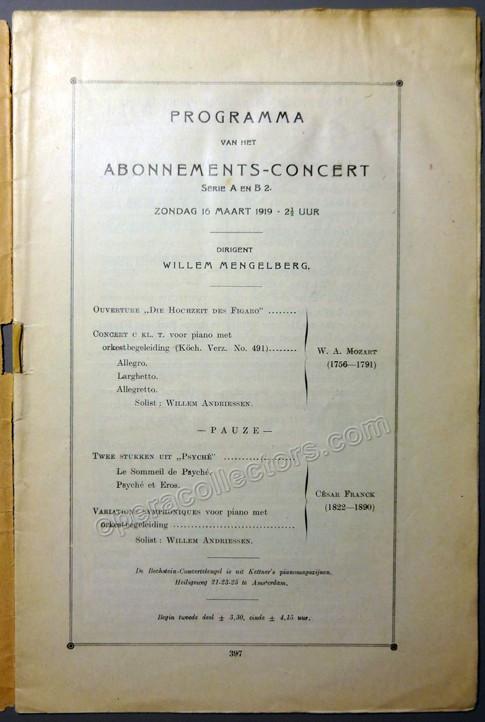 PROGRAMMA
VAN HET
ABONNEMENTS-CONCERT
SERIE A EN B 2.
ZONDAG 16 MAART 1919 - 2½ UUR
DIRIGENT
WILLEM MENGELBERG.
OUVERTURE „DIE HOCHZEIT DES FIGARO" ........
CONCERT C KL. T. voor piano met
orkestbegeleiding (Köch. Verz. No. 491)........
Allegro.
Larghetto.
Allegretto.
Solist : WILLEM ANDRIESSEN.
W. A. MOZART
(1756—1791)
— PAUZE —
TWEE STUKKEN UIT „PSYCHÉ" ....................
Le Sommeil de Psyché.
Psyché et Eros.
VARIATIONS SYMPHONIQUES voor piano met
orkestbegeleiding ................................
Solist : WILLEM ANDRIESSEN.
CÉSAR FRANCK
(1822—1890)
De Bechstein-Concertvleugel is uit Kettner's pianomagazijnen,
Heiligeweg 21-23-25 te Amsterdam.
Begin tweede deel ± 3,30, einde ± 4,15 uur.
397
operacollectors.com